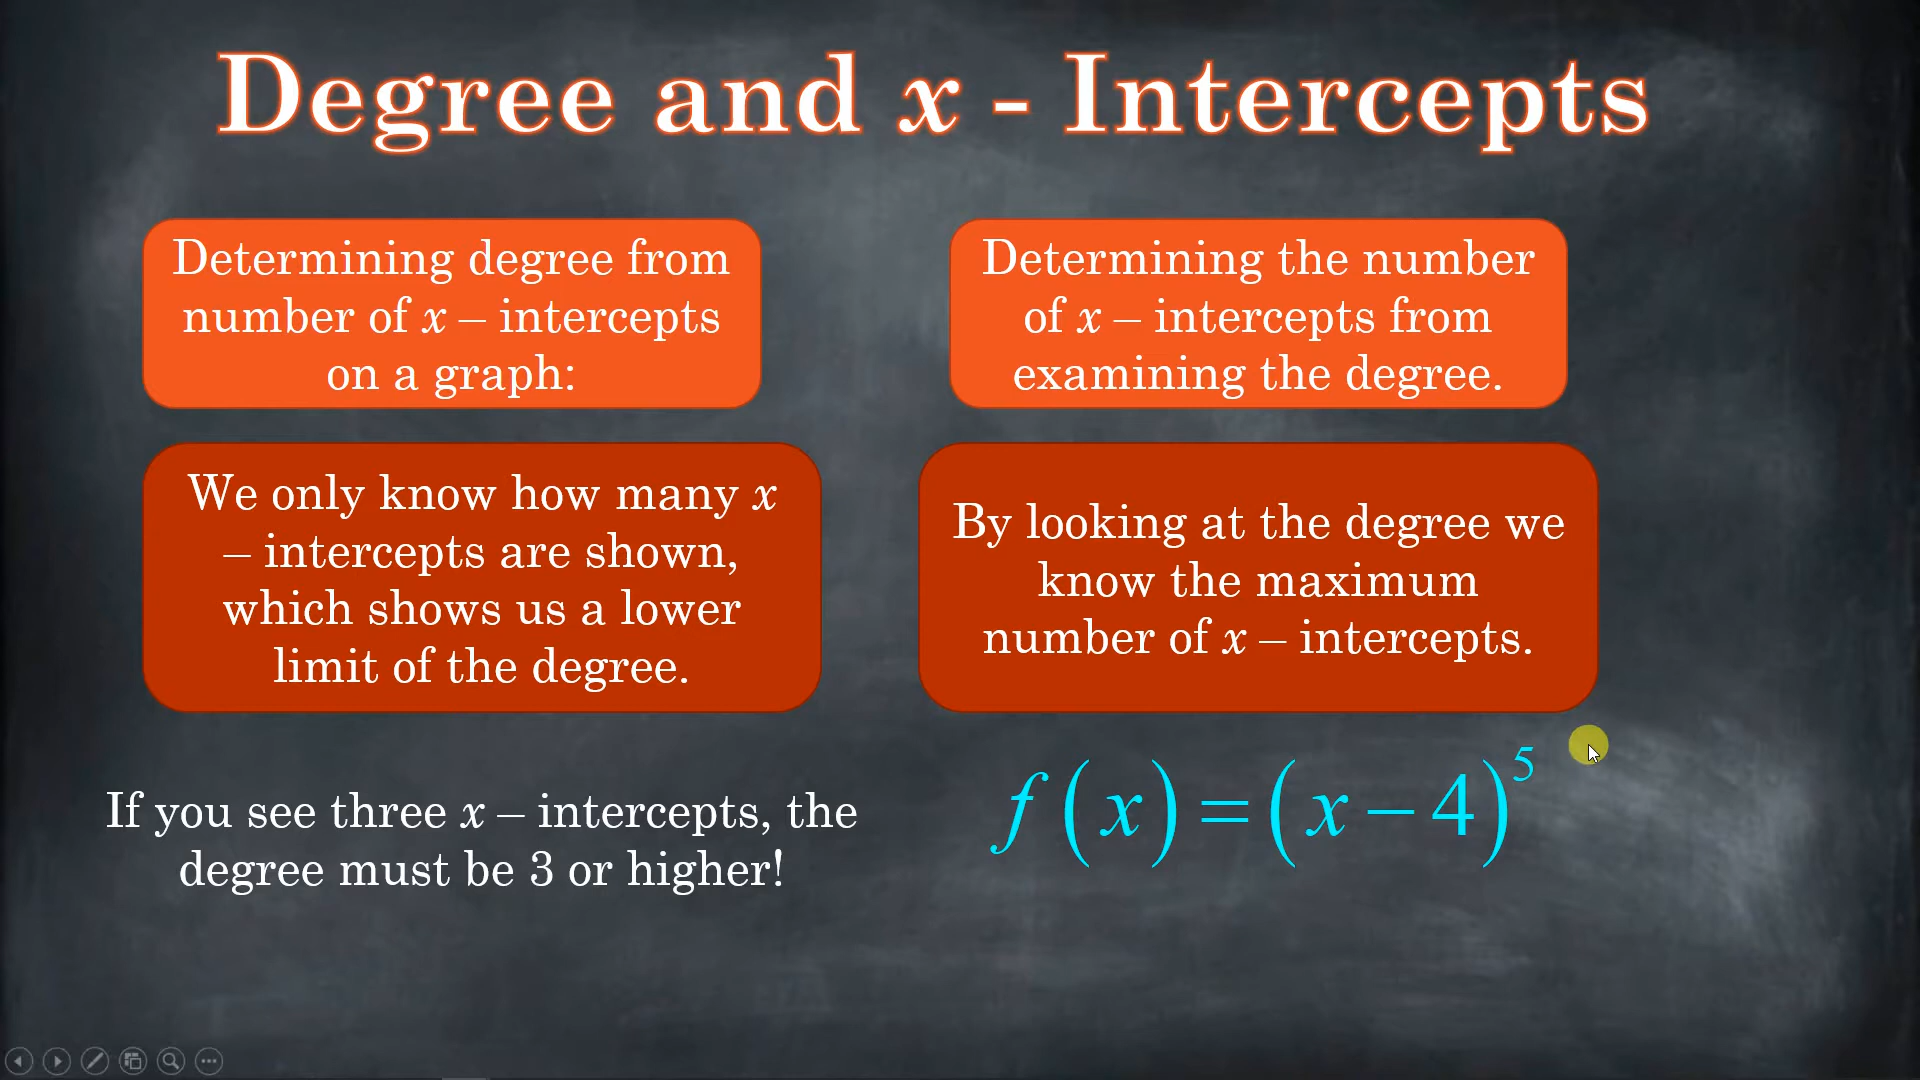 Degree and x - Intercepts
Determining degree from
number of x – intercepts
on a graph:
Determining the number
of x – intercepts from
examining the degree.
We only know how many x
– intercepts are shown,
which shows us a lower
limit of the degree.
By looking at the degree we
know the maximum
number of x – intercepts.
If you see three x – intercepts, the
degree must be 3 or higher!
f(x) = (x − 4)⁵